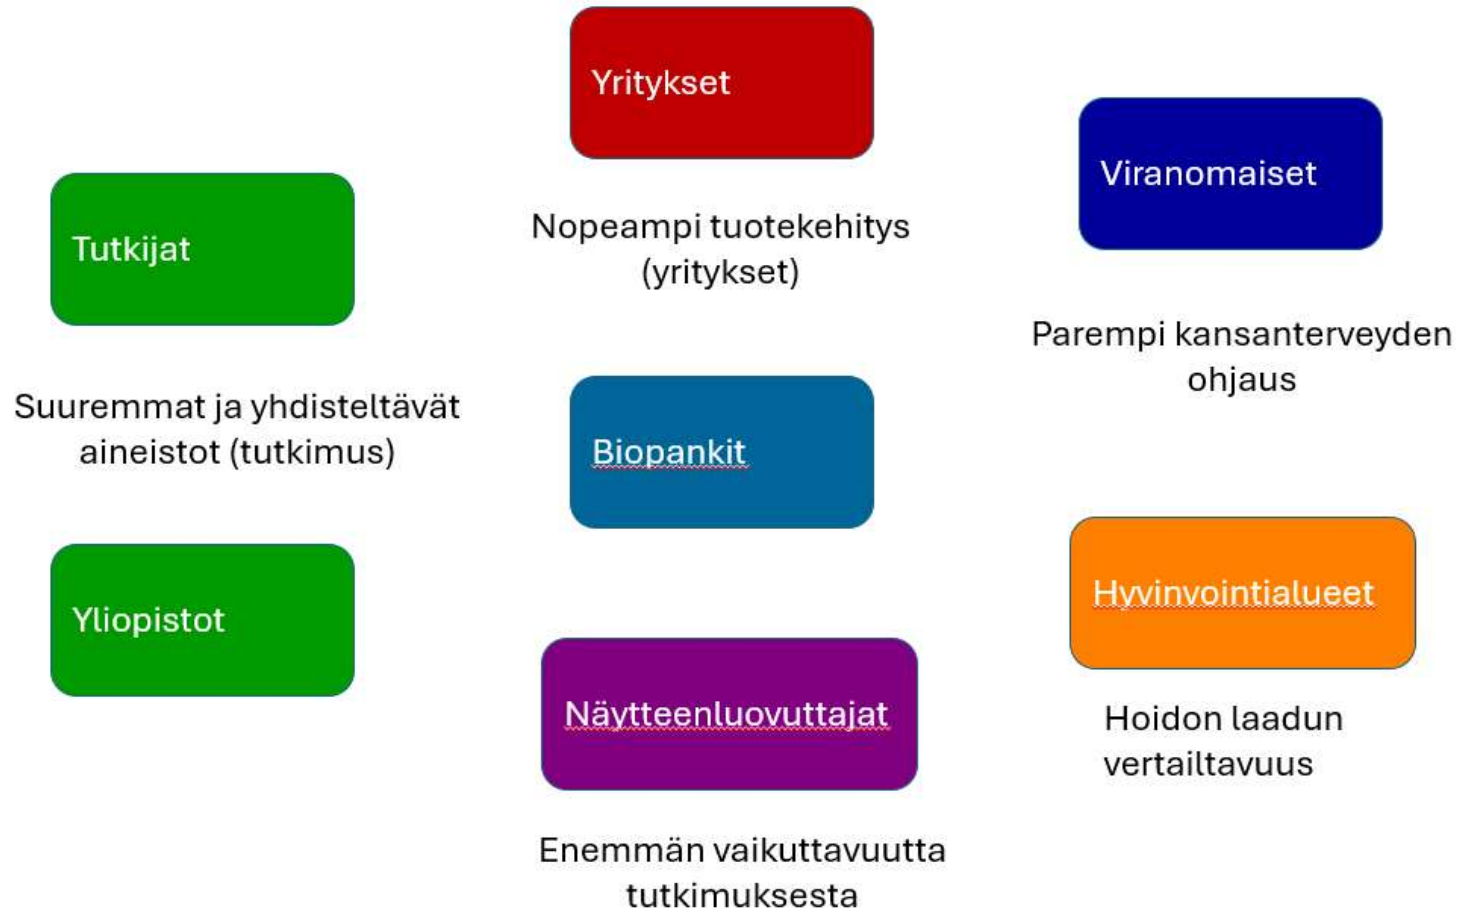 Yritykset
Nopeampi tuotekehitys
(yritykset)
Viranomaiset
Parempi kansanterveyden
ohjaus
Tutkijat
Suuremmat ja yhdisteltävät
aineistot (tutkimus)
Biopankit
Yliopistot
Hyvinvointialueet
Hoidon laadun
vertailtavuus
Näytteenluovuttajat
Enemmän vaikuttavuutta
tutkimuksesta